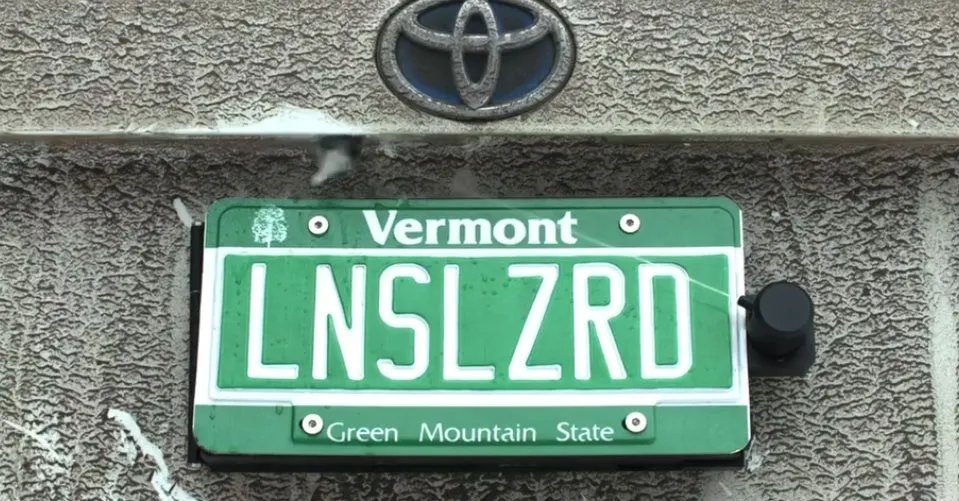 Vermont
LNSLZRD
Green Mountain State